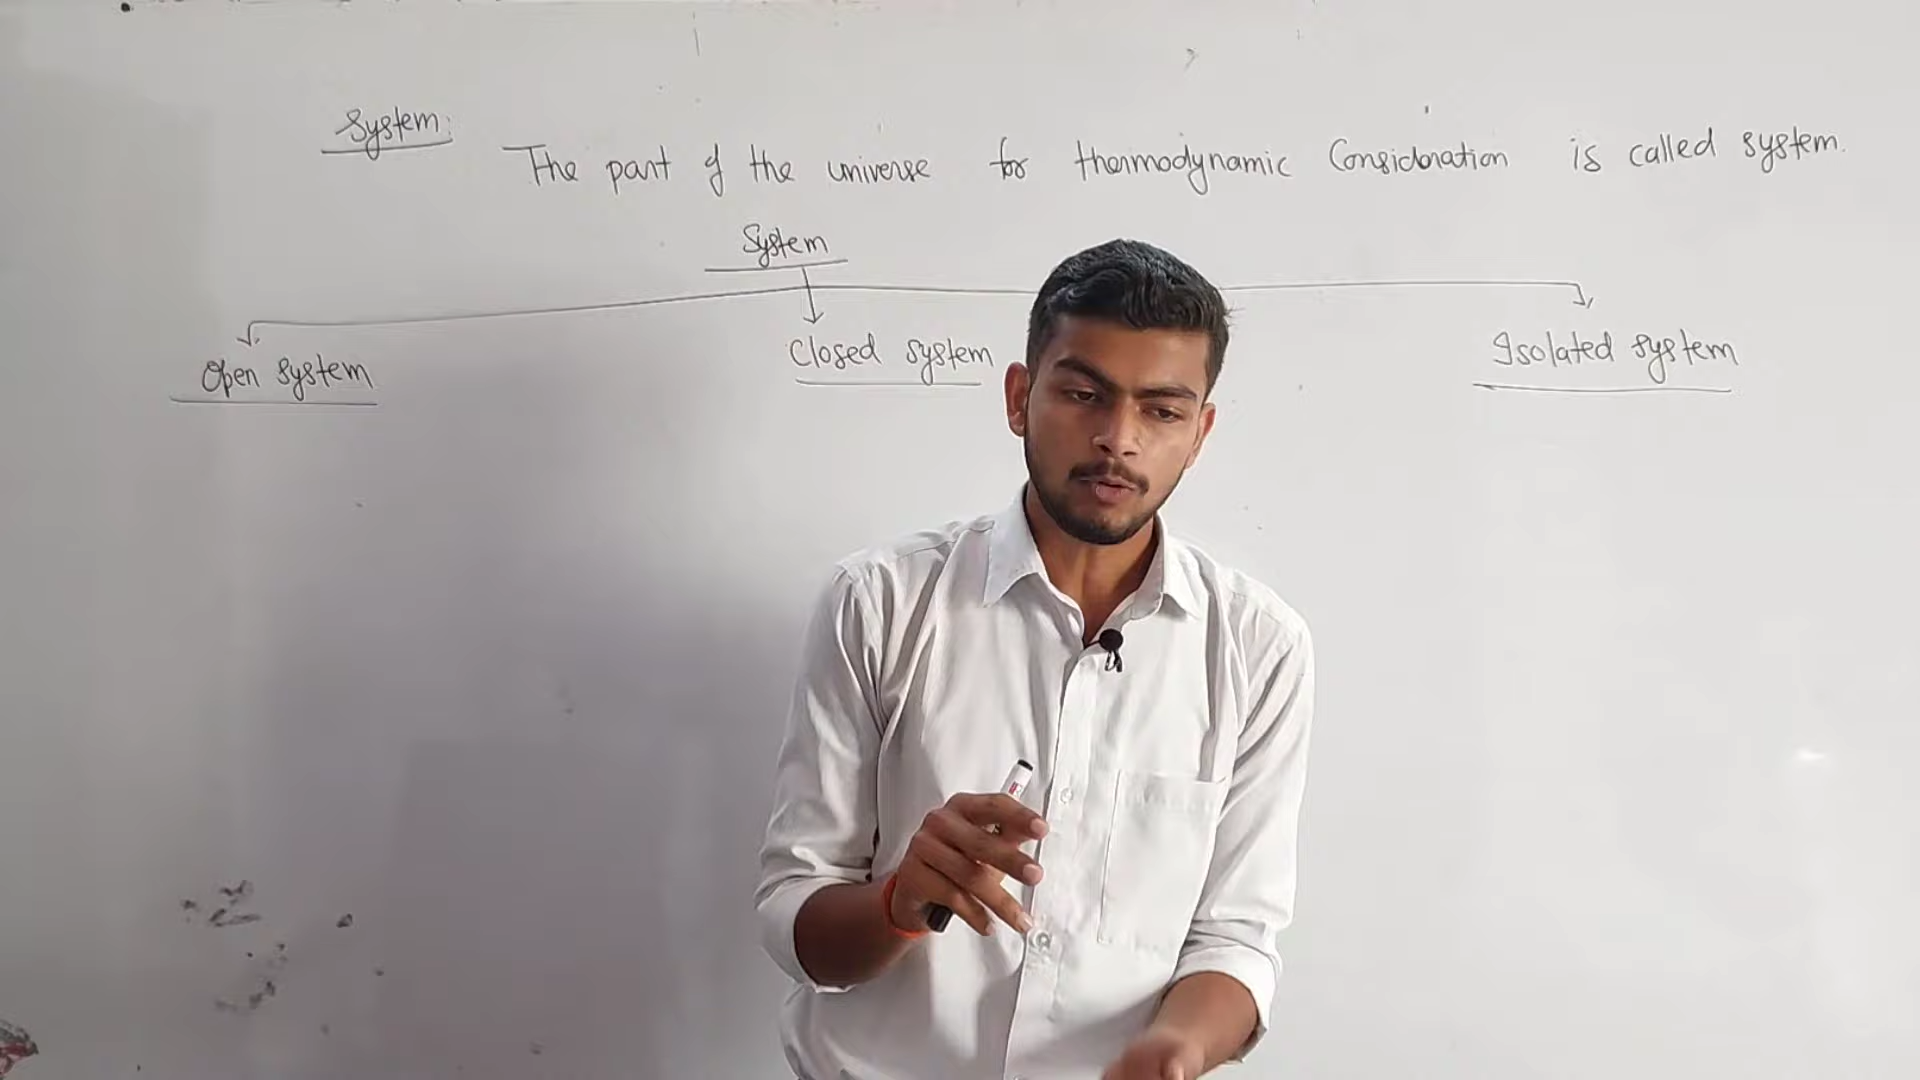 System:
The part of the universe for thermodynamic Consideration is called system.
System
Open system
Closed system
Isolated system